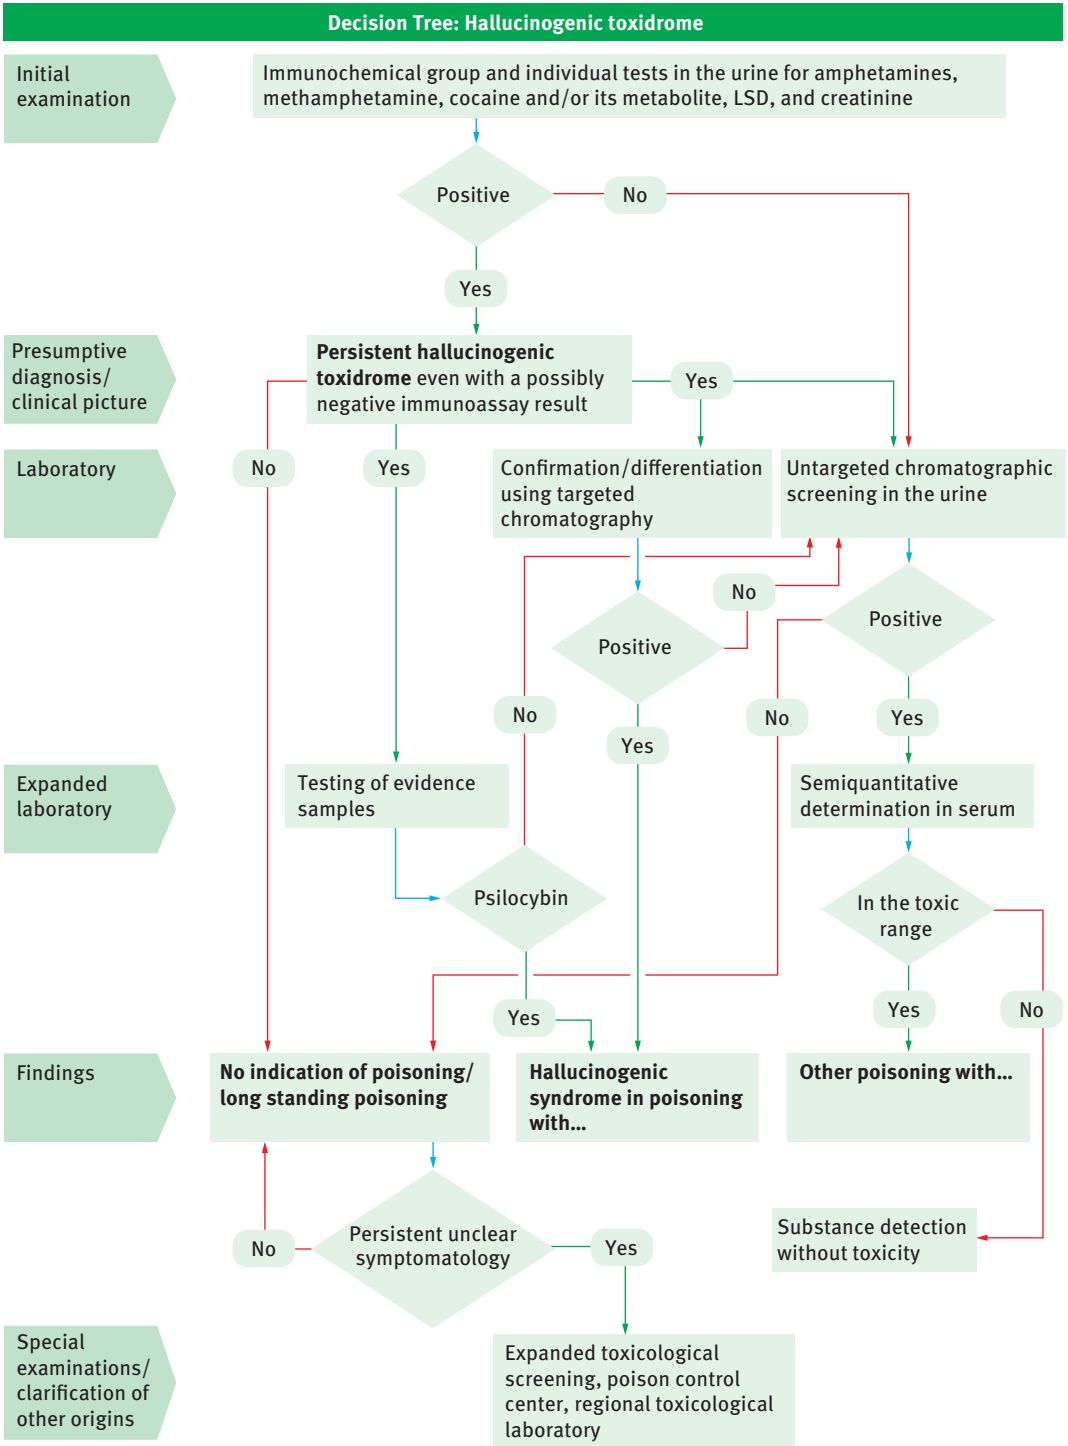 Decision Tree: Hallucinogenic toxidrome
Initial
examination
Immunochemical group and individual tests in the urine for amphetamines,
methamphetamine, cocaine and/or its metabolite, LSD, and creatinine
Positive
No
Yes
Presumptive
diagnosis/
clinical picture
Persistent hallucinogenic
toxidrome even with a possibly
negative immunoassay result
Yes
Laboratory
No
Yes
Confirmation/differentiation
using targeted
chromatography
Untargeted chromatographic
screening in the urine
No
Positive
Positive
No
Yes
No
Yes
Expanded
laboratory
Testing of evidence
samples
Semiquantitative
determination in serum
Psilocybin
In the toxic
range
Yes
Yes
No
Findings
No indication of poisoning/
long standing poisoning
Hallucinogenic
syndrome in poisoning
with...
Other poisoning with...
Persistent unclear
symptomatology
No
Yes
Substance detection
without toxicity
Special
examinations/
clarification of
other origins
Expanded toxicological
screening, poison control
center, regional toxicological
laboratory